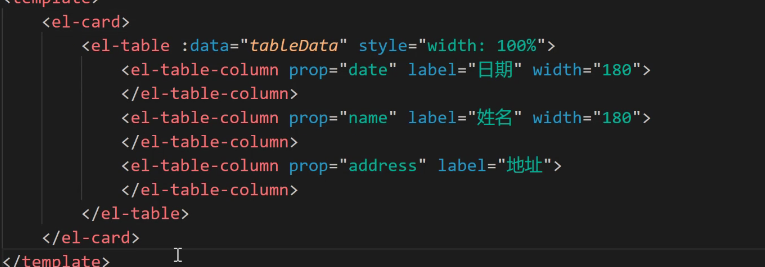 <template>
<el-card>
<el-table :data="tableData" style="width: 100%">
<el-table-column prop="date" label="日期" width="180">
</el-table-column>
<el-table-column prop="name" label="姓名" width="180">
</el-table-column>
<el-table-column prop="address" label="地址">
</el-table-column>
</el-table>
</el-card>
</template>